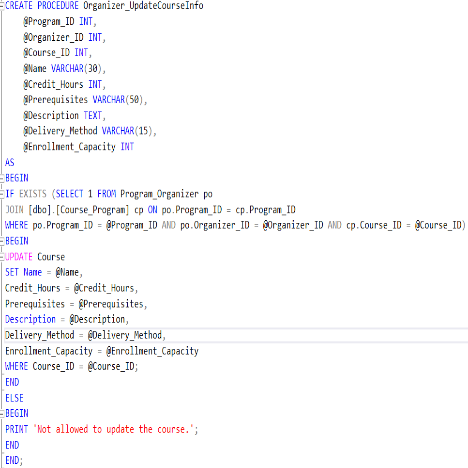 CREATE PROCEDURE Organizer_UpdateCourseInfo
@Program_ID INT,
@Organizer_ID INT,
@Course_ID INT,
@Name VARCHAR(30),
@Credit_Hours INT,
@Prerequisites VARCHAR(50),
@Description TEXT,
@Delivery_Method VARCHAR(15),
@Enrollment_Capacity INT
AS
BEGIN
IF EXISTS (SELECT 1 FROM Program_Organizer po
JOIN [dbo].[Course_Program] cp ON po.Program_ID = cp.Program_ID
WHERE po.Program_ID = @Program_ID AND po.Organizer_ID = @Organizer_ID AND cp.Course_ID = @Course_ID)
BEGIN
UPDATE Course
SET Name = @Name,
Credit_Hours = @Credit_Hours,
Prerequisites = @Prerequisites,
Description = @Description,
Delivery_Method = @Delivery_Method,
Enrollment_Capacity = @Enrollment_Capacity
WHERE Course_ID = @Course_ID;
END
ELSE
BEGIN
PRINT 'Not allowed to update the course.';
END
END;